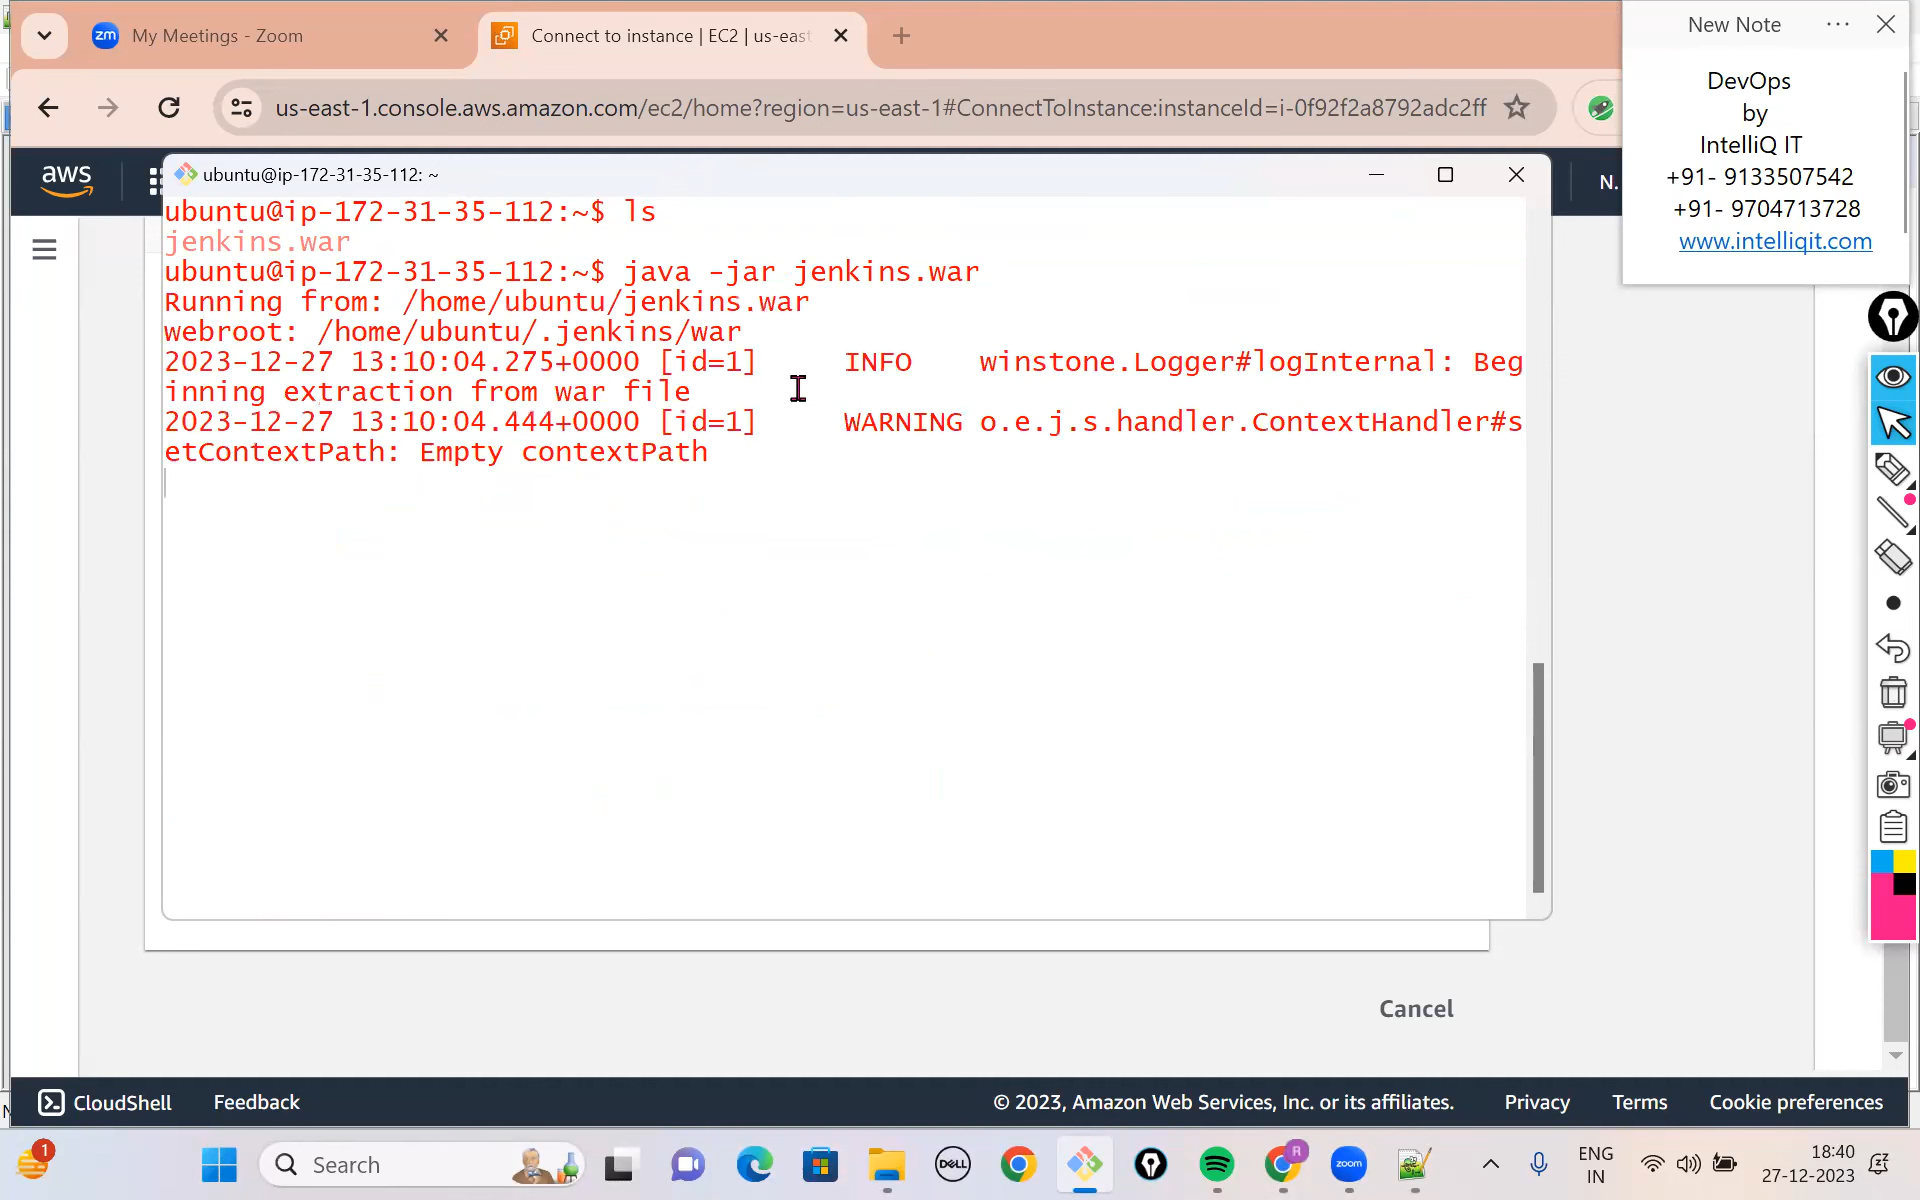 zm My Meetings - Zoom
Connect to instance | EC2 | us-east
us-east-1.console.aws.amazon.com/ec2/home?region=us-east-1#ConnectToInstance:instanceId=i-0f92f2a8792adc2ff
New Note
DevOps
by
IntelliQ IT
+91- 9133507542
+91- 9704713728
www.intelliqit.com
aws
N.
ubuntu@ip-172-31-35-112: ~
ubuntu@ip-172-31-35-112:~$ ls
jenkins.war
ubuntu@ip-172-31-35-112:~$ java -jar jenkins.war
Running from: /home/ubuntu/jenkins.war
webroot: /home/ubuntu/.jenkins/war
2023-12-27 13:10:04.275+0000 [id=1] INFO winstone.Logger#logInternal: Beg
inning extraction from war file
2023-12-27 13:10:04.444+0000 [id=1] WARNING o.e.j.s.handler.ContextHandler#s
etContextPath: Empty contextPath
Cancel
CloudShell Feedback © 2023, Amazon Web Services, Inc. or its affiliates. Privacy Terms Cookie preferences
1
Search
DELL
R
zoom
ENG
IN
18:40
27-12-2023